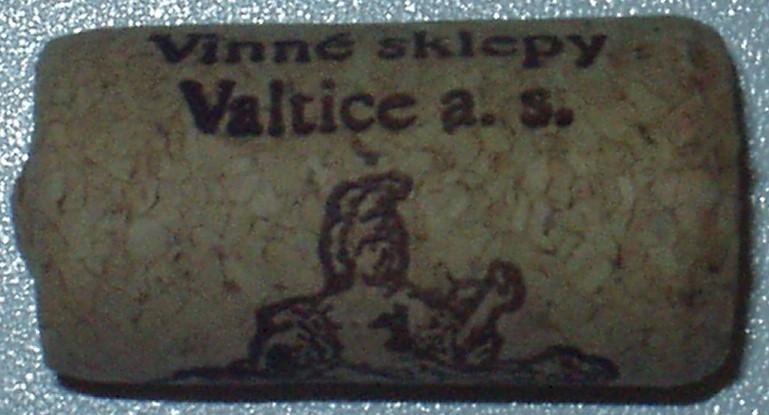 Vinné sklepy
Valtice a. s.